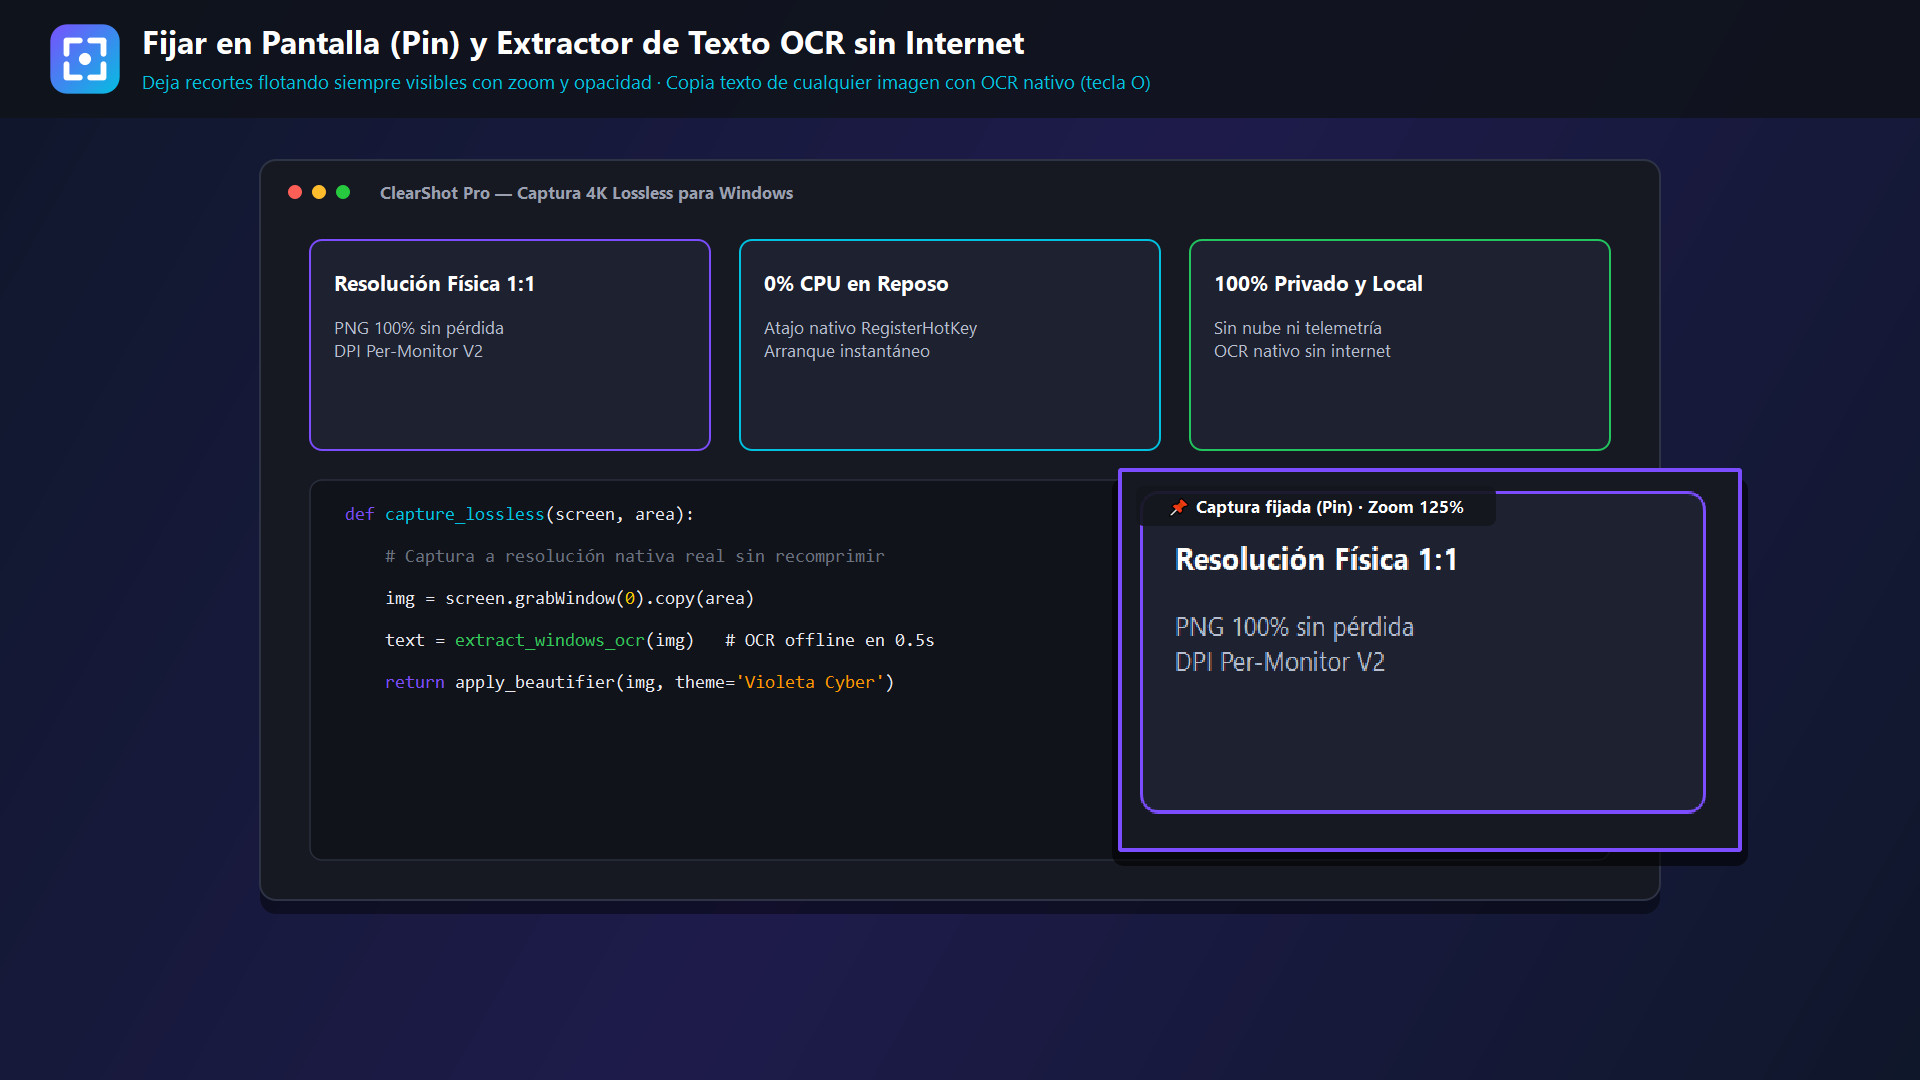 Fijar en Pantalla (Pin) y Extractor de Texto OCR sin Internet
Deja recortes flotando siempre visibles con zoom y opacidad · Copia texto de cualquier imagen con OCR nativo (tecla O)
ClearShot Pro — Captura 4K Lossless para Windows
Resolución Física 1:1
PNG 100% sin pérdida
DPI Per-Monitor V2
0% CPU en Reposo
Atajo nativo RegisterHotKey
Arranque instantáneo
100% Privado y Local
Sin nube ni telemetría
OCR nativo sin internet
def capture_lossless(screen, area):
# Captura a resolución nativa real sin recomprimir
img = screen.grabWindow(0).copy(area)
text = extract_windows_ocr(img)   # OCR offline en 0.5s
return apply_beautifier(img, theme='Violeta Cyber')
📌 Captura fijada (Pin) · Zoom 125%
Resolución Física 1:1
PNG 100% sin pérdida
DPI Per-Monitor V2